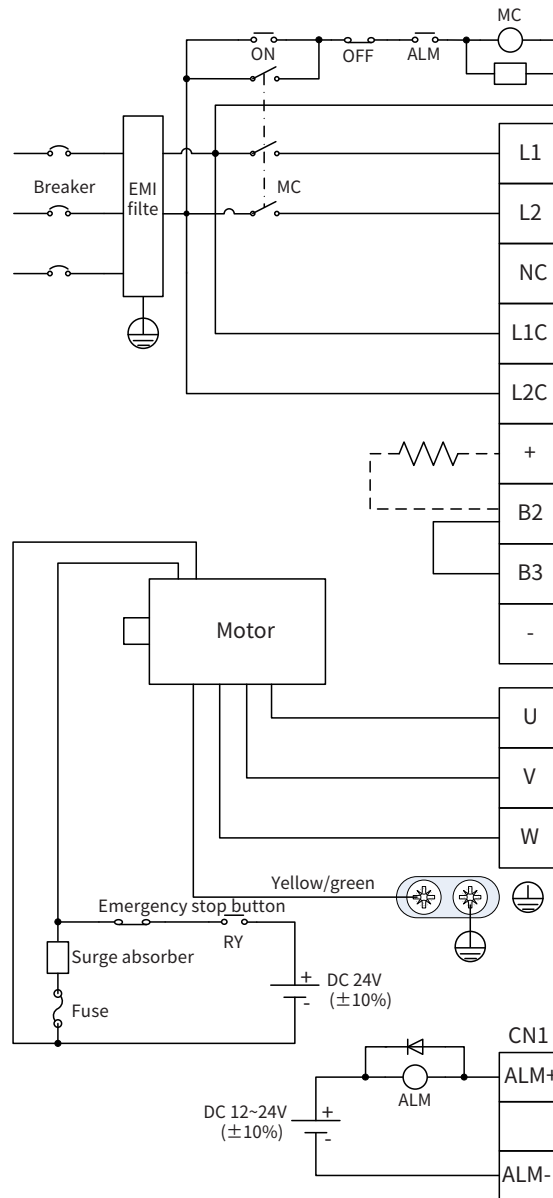 MC
ON
OFF
ALM
L1
Breaker
EMI
filte
MC
L2
NC
L1C
L2C
+
B2
B3
-
Motor
U
V
W
Yellow/green
Emergency stop button
RY
Surge absorber
+
DC 24V
(±10%)
-
Fuse
CN1
ALM+
ALM
DC 12~24V
(±10%)
+
-
ALM-